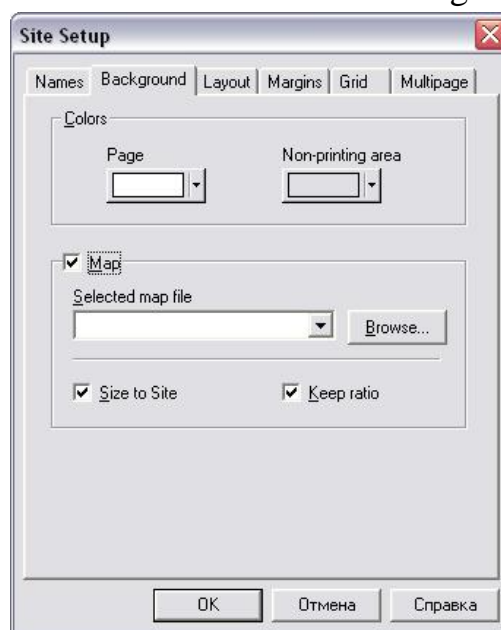 g
Site Setup
Names Background Layout Margins Grid Multipage
Colors
Page Non-printing area
Map
Selected map file
Browse...
Size to Site Keep ratio
OK Отмена Справка